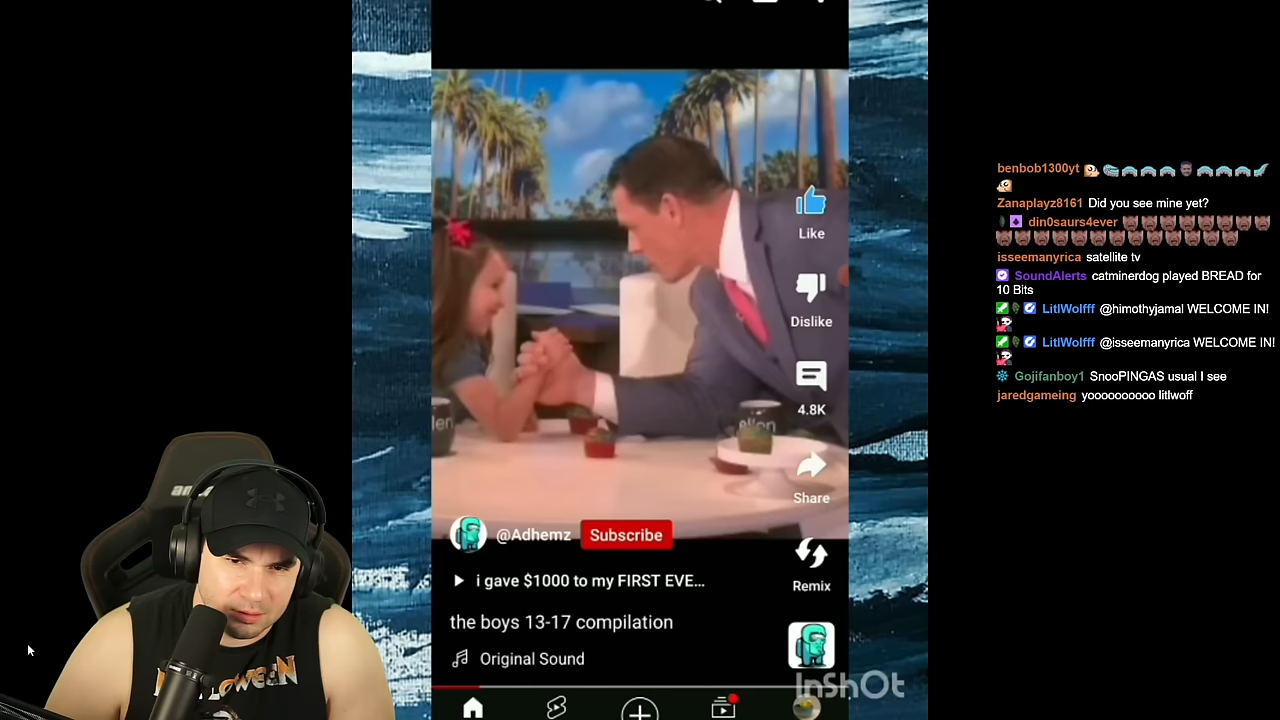 ellen
Like
Dislike
4.8K
Share
@Adhemz Subscribe
i gave $1000 to my FIRST EVE...
Remix
the boys 13-17 compilation
Original Sound
InShOt
benbob1300yt
Zanaplayz8161 Did you see mine yet?
din0saurs4ever
isseemanyrica satellite tv
SoundAlerts catminerdog played BREAD for
10 Bits
LitlWolfff @himothyjamal WELCOME IN!
LitlWolfff @isseemanyrica WELCOME IN!
Gojifanboy1 SnooPINGAS usual I see
jaredgameing yoooooooooo litlwoff